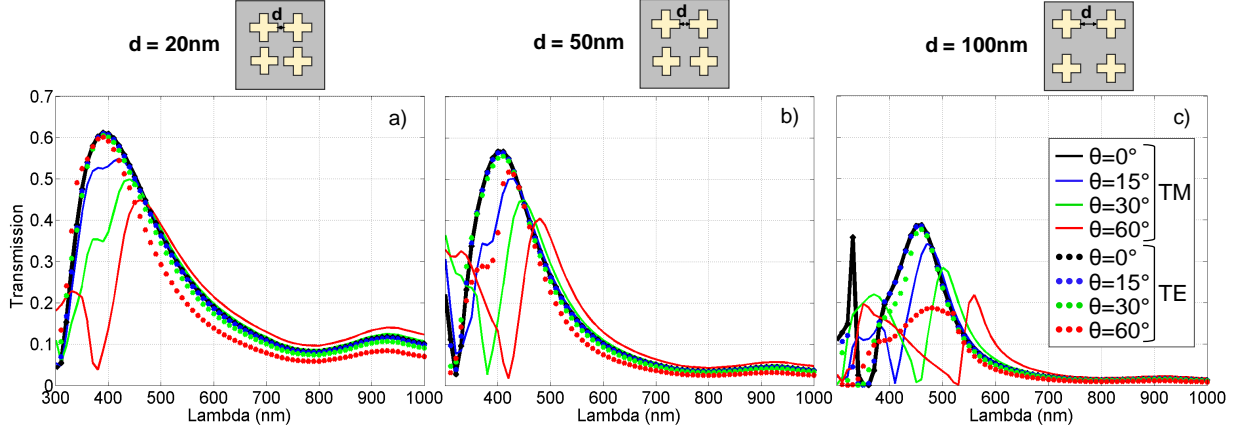 d = 20nm
d
d = 50nm
d
d = 100nm
d
a)
b)
c)
Transmission
0.7
0.6
0.5
0.4
0.3
0.2
0.1
0
300 400 500 600 700 800 900 1000
Lambda (nm)
400 500 600 700 800 900 1000
Lambda (nm)
400 500 600 700 800 900 1000
Lambda (nm)
θ=0°
θ=15°
θ=30°
θ=60°
TM
θ=0°
θ=15°
θ=30°
θ=60°
TE